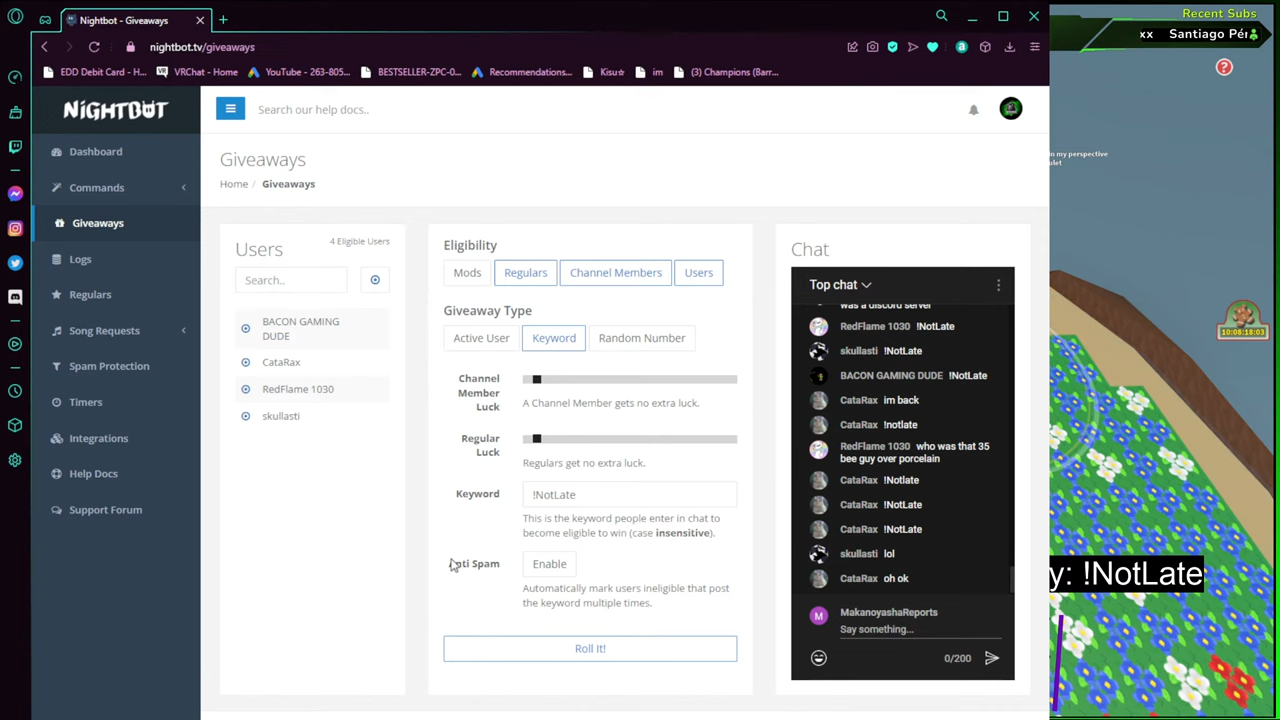 Nightbot - Giveaways
nightbot.tv/giveaways
EDD Debit Card - H...
VRChat - Home
YouTube - 263-805...
BESTSELLER-ZPC-0...
Recommendations...
Kisu☆
im
(3) Champions (Barr...
NIGHTBOT
Search our help docs..
Dashboard
Commands
Giveaways
Logs
Regulars
Song Requests
Spam Protection
Timers
Integrations
Help Docs
Support Forum
Giveaways
Home / Giveaways
Users
4 Eligible Users
Search..
BACON GAMING
DUDE
CataRax
RedFlame 1030
skullasti
Eligibility
Mods
Regulars
Channel Members
Users
Giveaway Type
Active User
Keyword
Random Number
Channel
Member
Luck
A Channel Member gets no extra luck.
Regular
Luck
Regulars get no extra luck.
Keyword
!NotLate
This is the keyword people enter in chat to
become eligible to win (case insensitive).
ti Spam
Enable
Automatically mark users ineligible that post
the keyword multiple times.
Roll It!
Chat
Top chat
was a discord server
RedFlame 1030 !NotLate
skullasti !NotLate
BACON GAMING DUDE !NotLate
CataRax im back
CataRax !notlate
RedFlame 1030 who was that 35
bee guy over porcelain
CataRax !Notlate
CataRax !NotLate
CataRax !NotLate
skullasti lol
CataRax oh ok
M
MakanoyashaReports
Say something...
0/200
Recent Subs
xx Santiago Pér
?
in my perspective
ulet
10:08:18:03
y: !NotLate